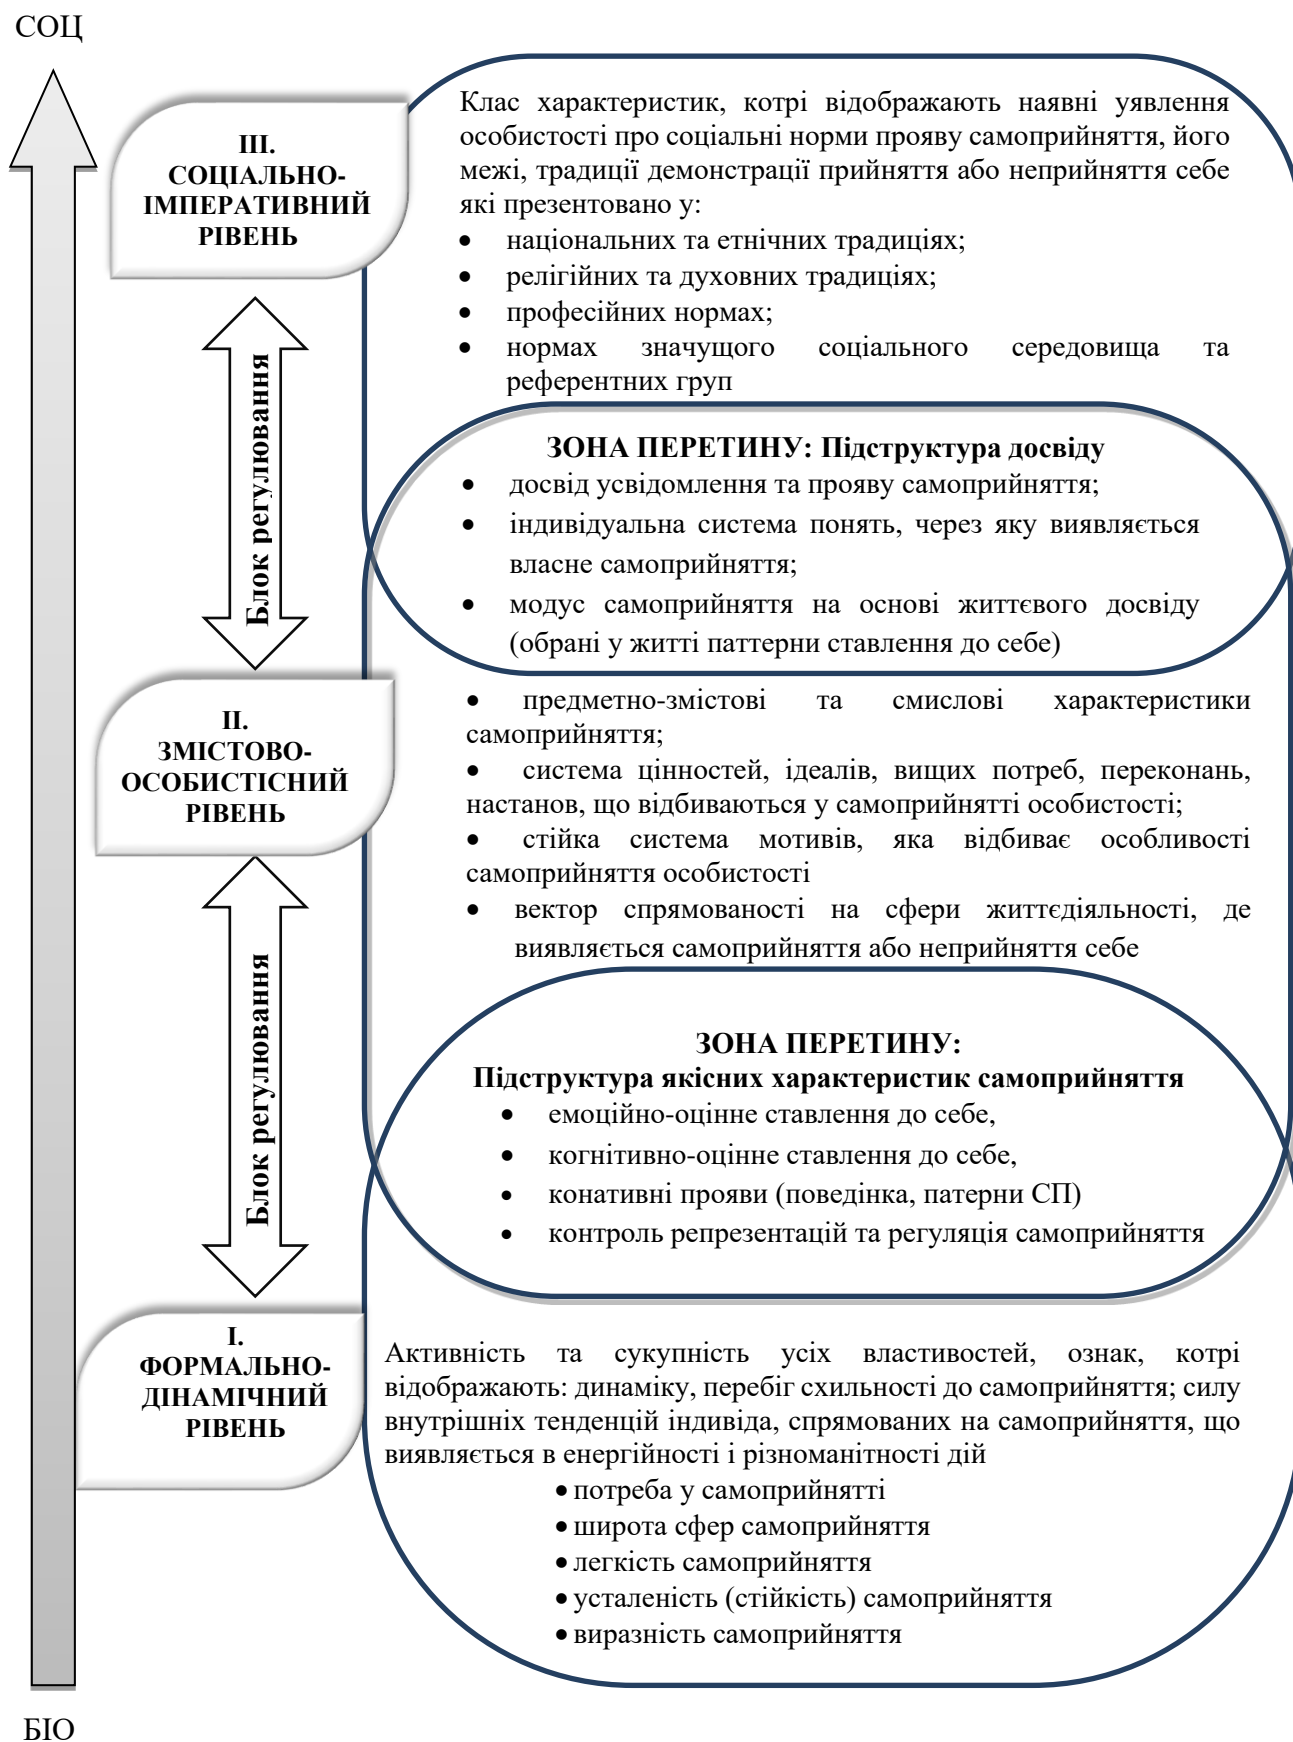 СОЦ
III.
СОЦІАЛЬНО-
ІМПЕРАТИВНИЙ
РІВЕНЬ
Клас характеристик, котрі відображають наявні уявлення
особистості про соціальні норми прояву самоприйняття, його
межі, традиції демонстрації прийняття або неприйняття себе
які презентовано у:
• національних та етнічних традиціях;
• релігійних та духовних традиціях;
• професійних нормах;
• нормах значущого соціального середовища та
референтних груп
Блок регулювання
ЗОНА ПЕРЕТИНУ: Підструктура досвіду
• досвід усвідомлення та прояву самоприйняття;
• індивідуальна система понять, через яку виявляється
власне самоприйняття;
• модус самоприйняття на основі життєвого досвіду
(обрані у житті паттерни ставлення до себе)
II.
ЗМІСТОВО-
ОСОБИСТІСНИЙ
РІВЕНЬ
• предметно-змістові та смислові характеристики
самоприйняття;
• система цінностей, ідеалів, вищих потреб, переконань,
настанов, що відбиваються у самоприйнятті особистості;
• стійка система мотивів, яка відбиває особливості
самоприйняття особистості
• вектор спрямованості на сфери життєдіяльності, де
виявляється самоприйняття або неприйняття себе
Блок регулювання
ЗОНА ПЕРЕТИНУ:
Підструктура якісних характеристик самоприйняття
• емоційно-оцінне ставлення до себе,
• когнітивно-оцінне ставлення до себе,
• конативні прояви (поведінка, патерни СП)
• контроль репрезентацій та регуляція самоприйняття
I.
ФОРМАЛЬНО-
ДІНАМІЧНИЙ
РІВЕНЬ
Активність та сукупність усіх властивостей, ознак, котрі
відображають: динаміку, перебіг схильності до самоприйняття; силу
внутрішніх тенденцій індивіда, спрямованих на самоприйняття, що
виявляється в енергійності і різноманітності дій
• потреба у самоприйнятті
• широта сфер самоприйняття
• легкість самоприйняття
• усталеність (стійкість) самоприйняття
• виразність самоприйняття
БІО